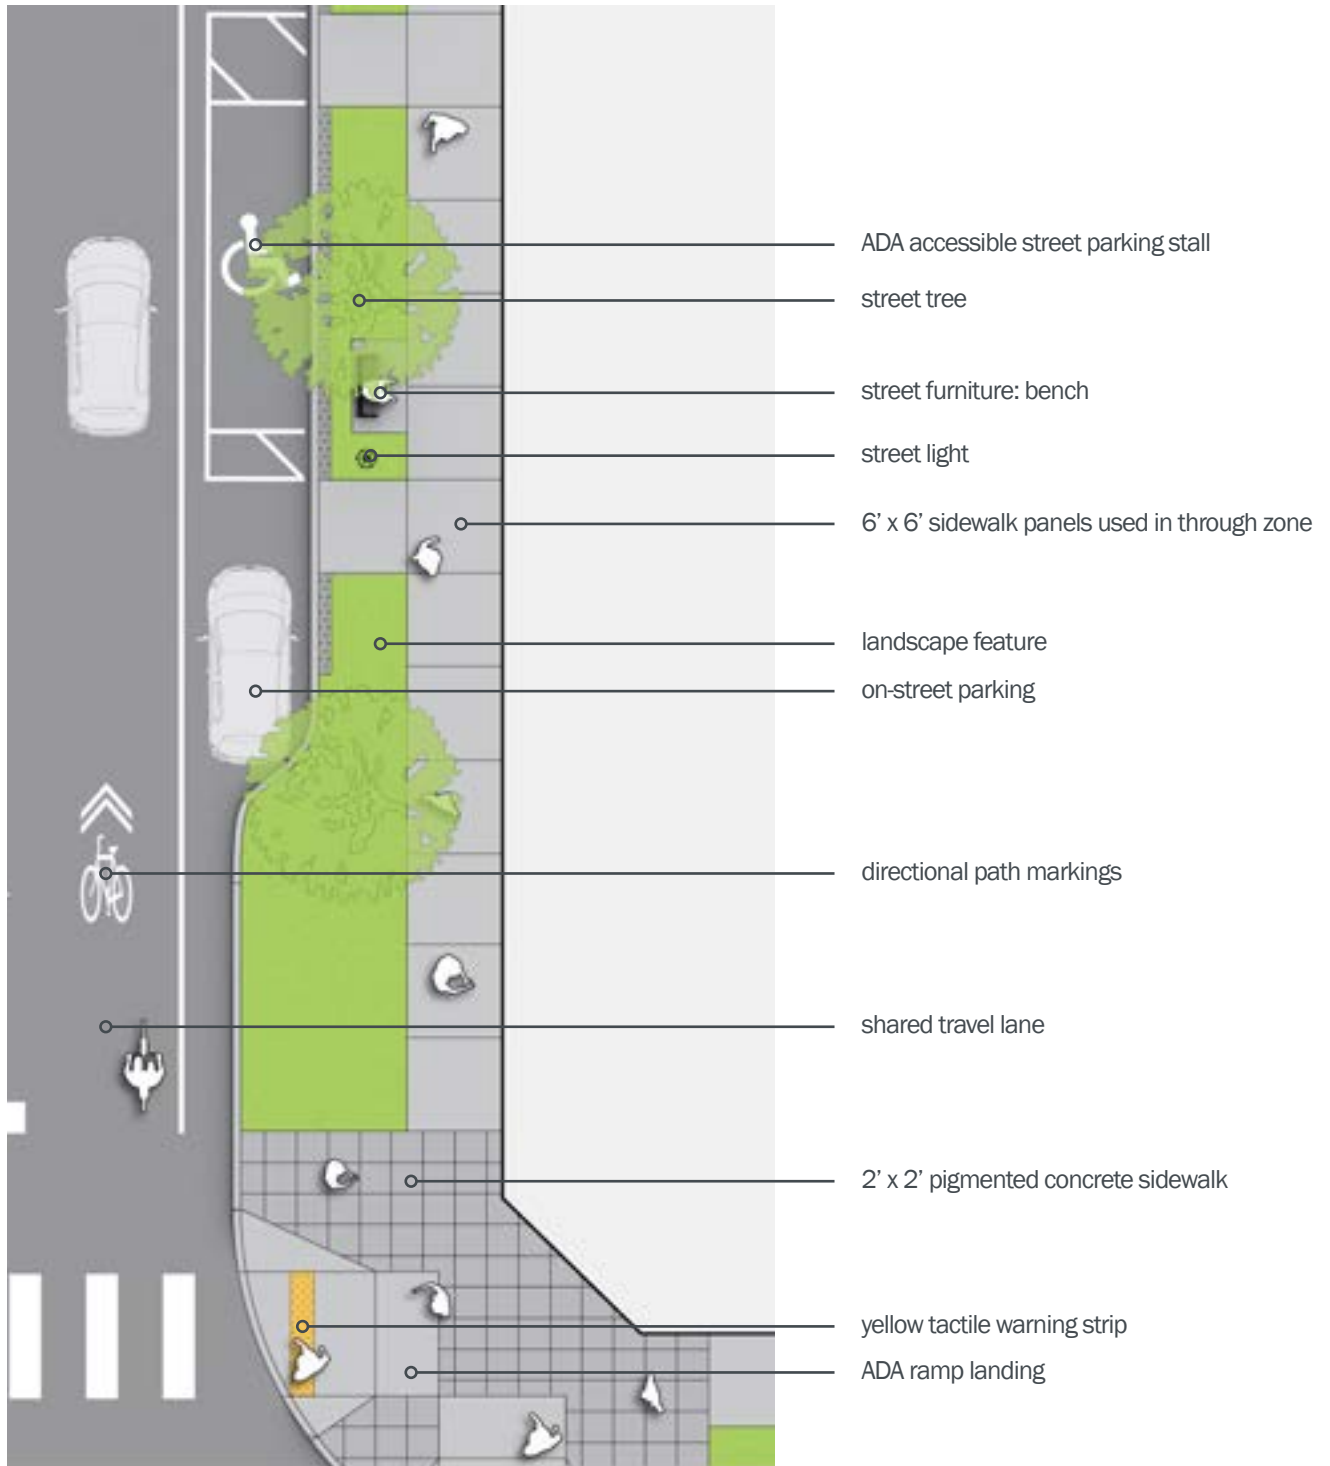 ADA accessible street parking stall
street tree
street furniture: bench
street light
6’ x 6’ sidewalk panels used in through zone
landscape feature
on-street parking
directional path markings
shared travel lane
2’ x 2’ pigmented concrete sidewalk
yellow tactile warning strip
ADA ramp landing